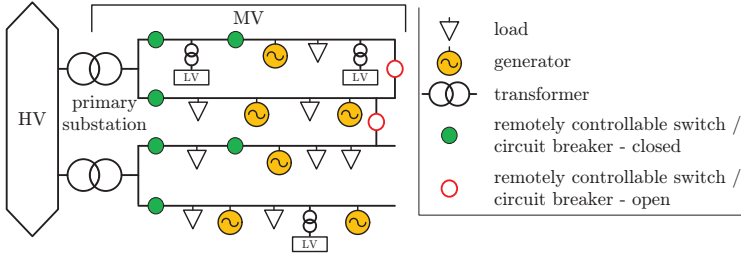 MV
HV
primary
substation
LV
LV
LV
load
generator
transformer
remotely controllable switch /
circuit breaker - closed
remotely controllable switch /
circuit breaker - open